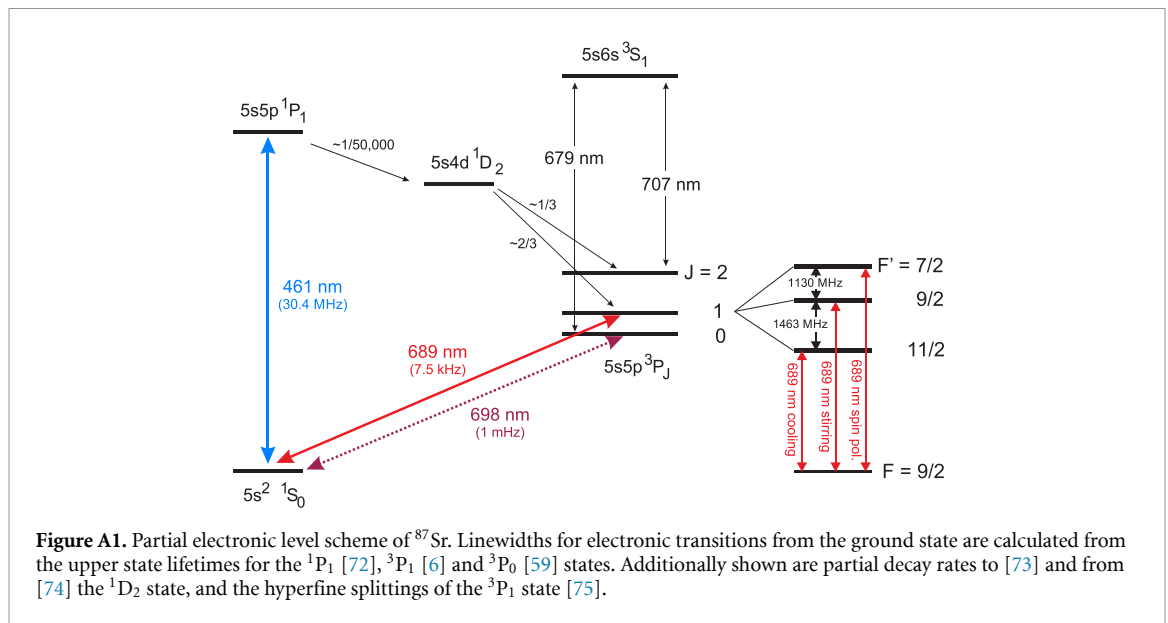 5s6s ³S₁
5s5p ¹P₁
~1/50,000
5s4d ¹D₂
679 nm
707 nm
~1/3
~2/3
J = 2
1
0
5s5p ³P_J
F' = 7/2
1130 MHz
9/2
1463 MHz
11/2
461 nm
(30.4 MHz)
689 nm
(7.5 kHz)
698 nm
(1 mHz)
689 nm cooling
689 nm stirring
689 nm spin pol.
F = 9/2
5s² ¹S₀
Figure A1. Partial electronic level scheme of ⁸⁷Sr. Linewidths for electronic transitions from the ground state are calculated from
the upper state lifetimes for the ¹P₁ [72], ³P₁ [6] and ³P₀ [59] states. Additionally shown are partial decay rates to [73] and from
[74] the ¹D₂ state, and the hyperfine splittings of the ³P₁ state [75].